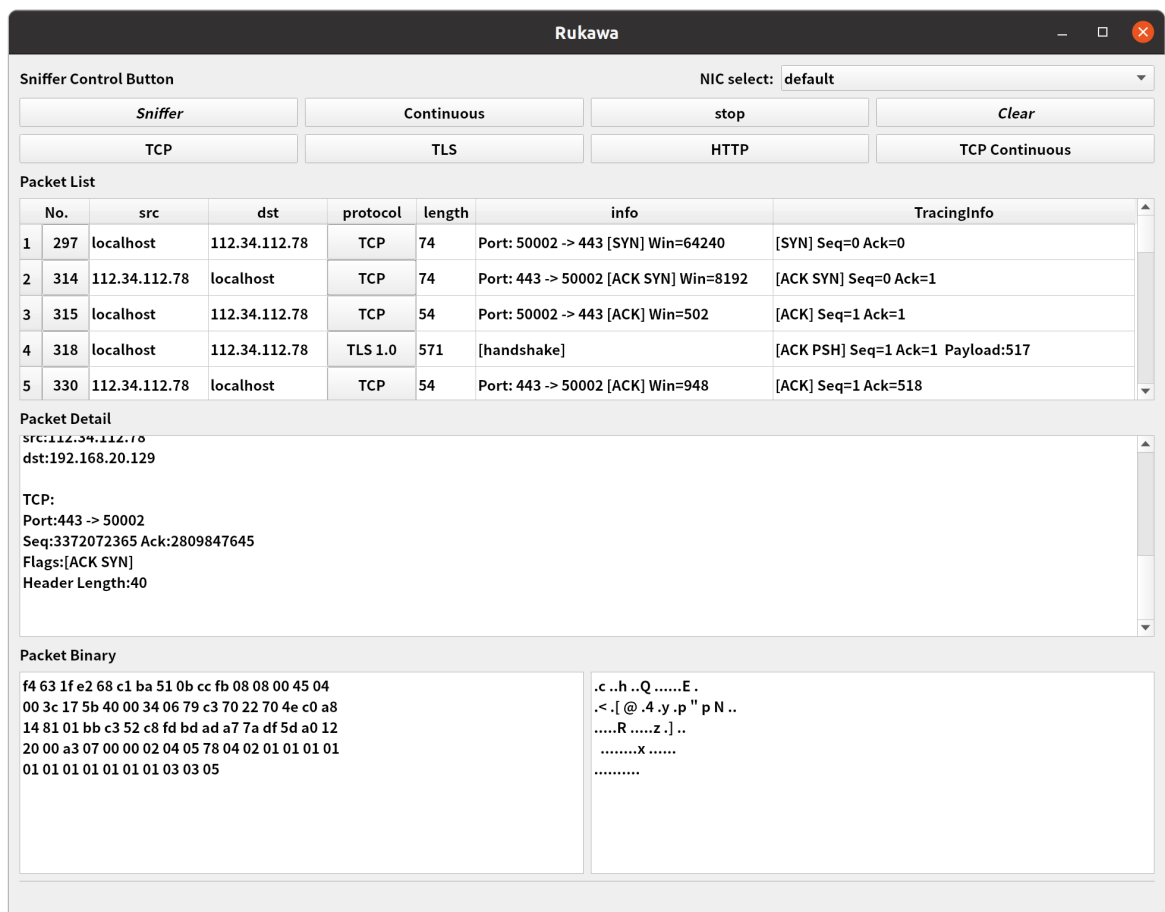 Rukawa
Sniffer Control Button NIC select: default
Sniffer Continuous stop Clear
TCP TLS HTTP TCP Continuous
Packet List
No. src dst protocol length info TracingInfo
1 297 localhost 112.34.112.78 TCP 74 Port: 50002 -> 443 [SYN] Win=64240 [SYN] Seq=0 Ack=0
2 314 112.34.112.78 localhost TCP 74 Port: 443 -> 50002 [ACK SYN] Win=8192 [ACK SYN] Seq=0 Ack=1
3 315 localhost 112.34.112.78 TCP 54 Port: 50002 -> 443 [ACK] Win=502 [ACK] Seq=1 Ack=1
4 318 localhost 112.34.112.78 TLS 1.0 571 [handshake] [ACK PSH] Seq=1 Ack=1 Payload:517
5 330 112.34.112.78 localhost TCP 54 Port: 443 -> 50002 [ACK] Win=948 [ACK] Seq=1 Ack=518
Packet Detail
src:112.34.112.78
dst:192.168.20.129
TCP:
Port:443 -> 50002
Seq:3372072365 Ack:2809847645
Flags:[ACK SYN]
Header Length:40
Packet Binary
f4 63 1f e2 68 c1 ba 51 0b cc fb 08 08 00 45 04
00 3c 17 5b 40 00 34 06 79 c3 70 22 70 4e c0 a8
14 81 01 bb c3 52 c8 fd bd ad a7 7a df 5d a0 12
20 00 a3 07 00 00 02 04 05 78 04 02 01 01 01 01
01 01 01 01 01 01 01 03 03 05
.c ..h ..Q ......E .
.< .[ @ .4 .y .p " p N ..
.....R .....z .] ..
........x ......
..........